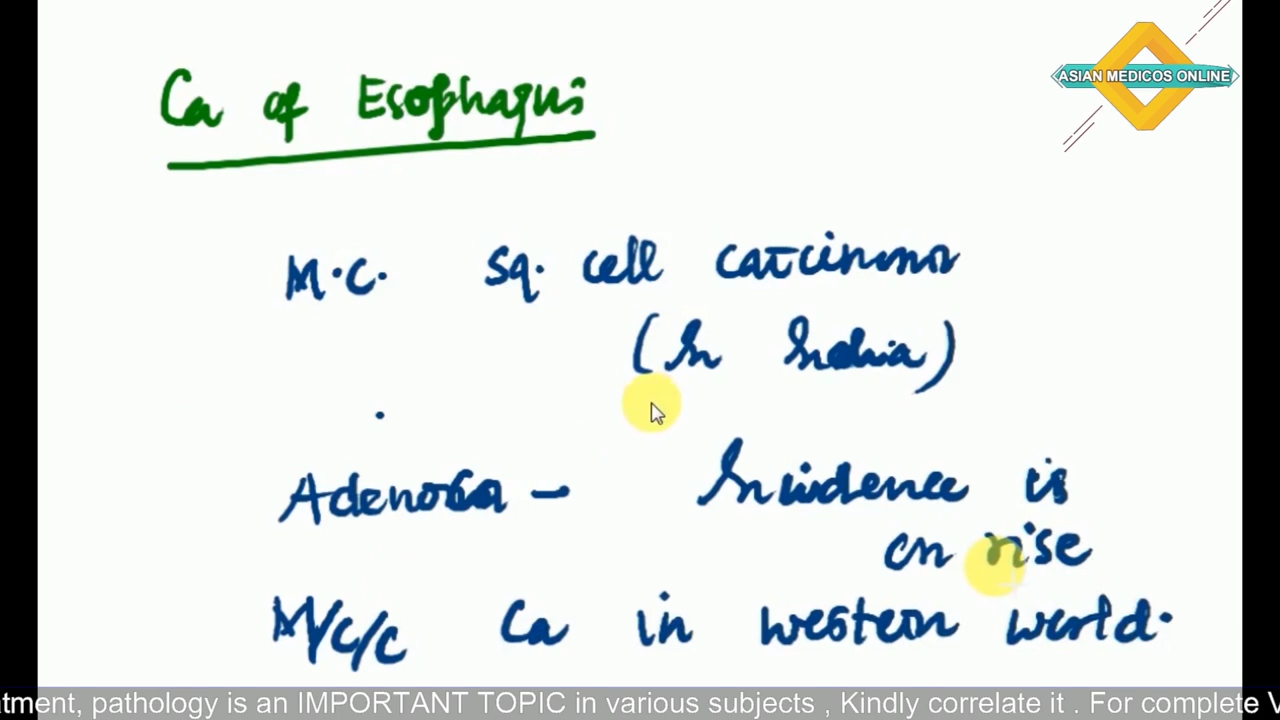 Ca of Esophagus
ASIAN MEDICOS ONLINE
M.C. Sq. cell carcinoma
(In India)
Adenoca - Incidence is
on rise
M/C/C Ca in western world.
tment, pathology is an IMPORTANT TOPIC in various subjects , Kindly correlate it . For complete V